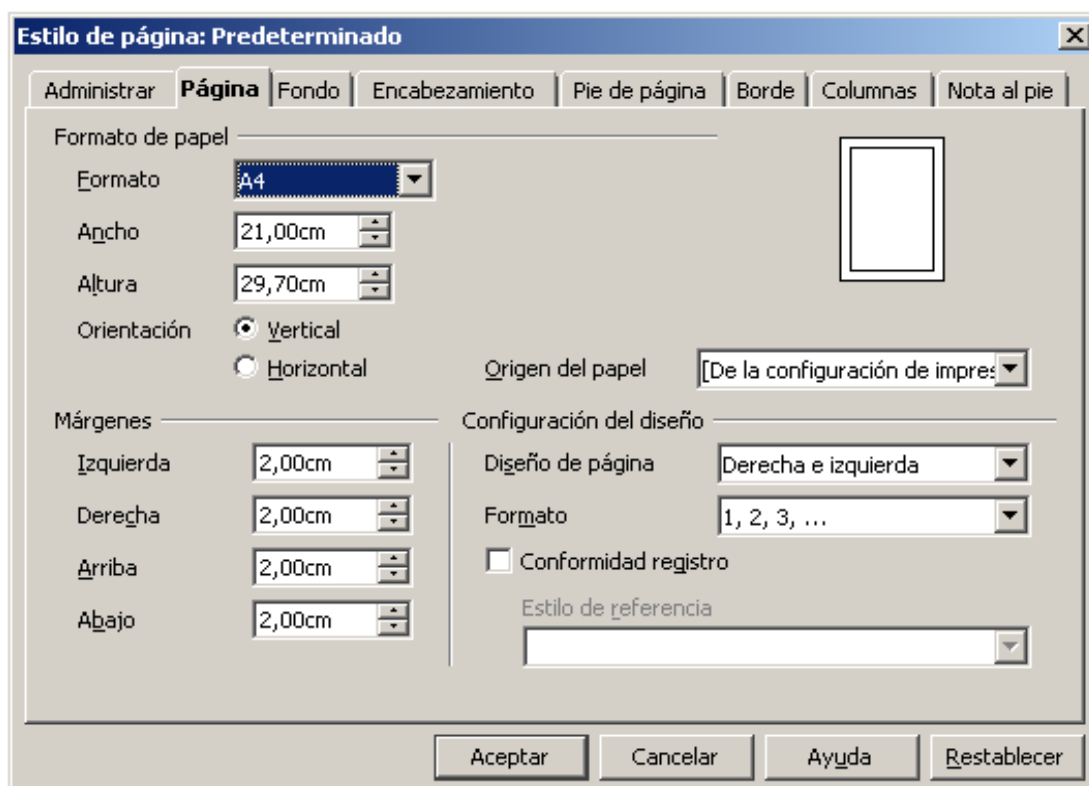 Estilo de página: Predeterminado
Administrar Página Fondo Encabezamiento Pie de página Borde Columnas Nota al pie
Formato de papel
Formato A4
Ancho 21,00cm
Altura 29,70cm
Orientación Vertical
Horizontal
Origen del papel [De la configuración de impres
Márgenes
Izquierda 2,00cm
Derecha 2,00cm
Arriba 2,00cm
Abajo 2,00cm
Configuración del diseño
Diseño de página Derecha e izquierda
Formato 1, 2, 3, ...
Conformidad registro
Estilo de referencia
Aceptar Cancelar Ayuda Restablecer